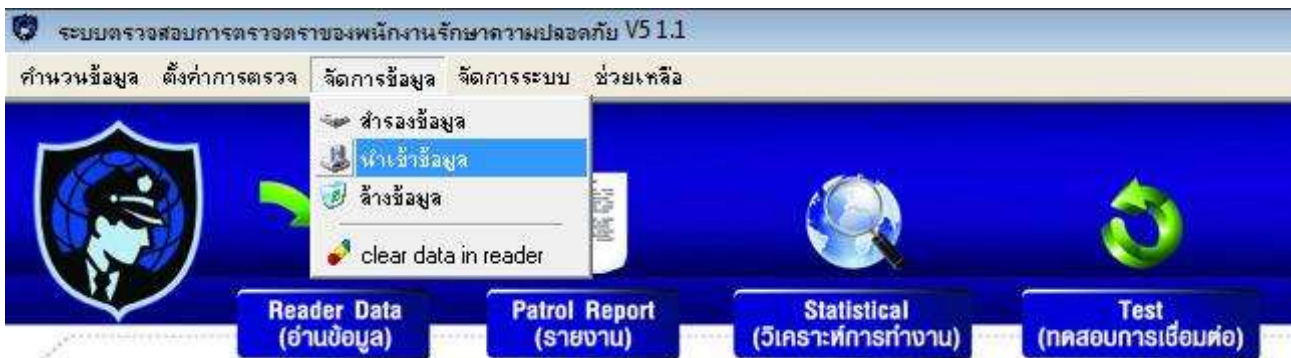 ระบบตรวจสอบการตรวจตราของพนักงานรักษาความปลอดภัย V5 1.1
คำนวนข้อมูล ตั้งค่าการตรวจ จัดการข้อมูล จัดการระบบ ช่วยเหลือ
สำรองข้อมูล
นำเข้าข้อมูล
ล้างข้อมูล
clear data in reader
Reader Data Patrol Report Statistical Test
(อ่านข้อมูล) (รายงาน) (วิเคราะห์การทำงาน) (ทดสอบการเชื่อมต่อ)